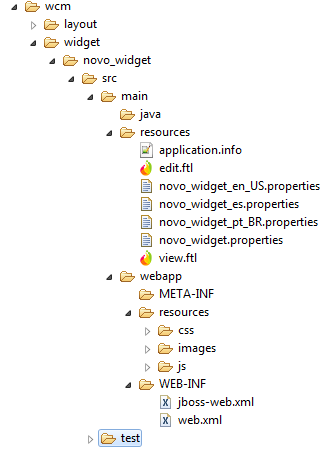 wcm
layout
widget
novo_widget
src
main
java
resources
application.info
edit.ftl
novo_widget_en_US.properties
novo_widget_es.properties
novo_widget_pt_BR.properties
novo_widget.properties
view.ftl
webapp
META-INF
resources
css
images
js
WEB-INF
jboss-web.xml
web.xml
test